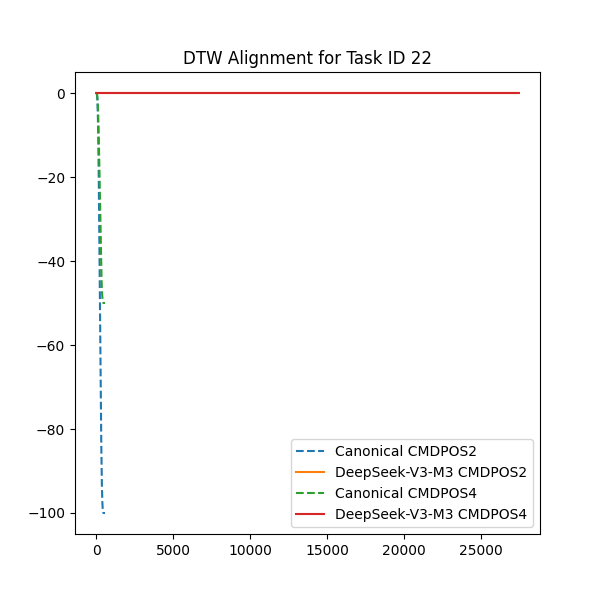 DTW Alignment for Task ID 22
0
−20
−40
−60
−80
−100
0 5000 10000 15000 20000 25000
Canonical CMDPOS2
DeepSeek-V3-M3 CMDPOS2
Canonical CMDPOS4
DeepSeek-V3-M3 CMDPOS4